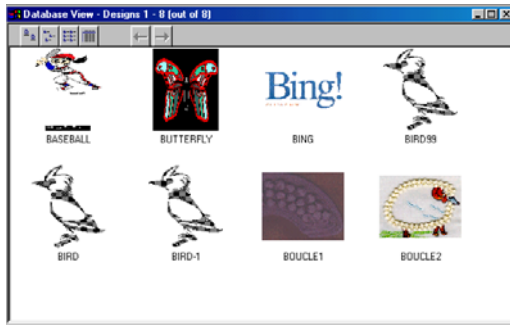 Database View - Designs 1 - 8 (out of 8)
Bing!
BASEBALL
BUTTERFLY
BING
BIRD99
BIRD
BIRD-1
BOUCLE1
BOUCLE2